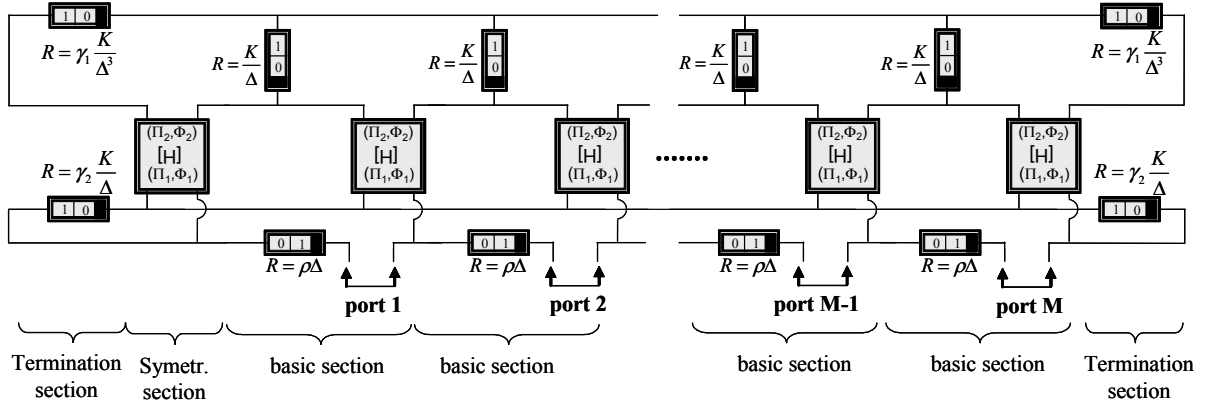 1 0
R = γ₁ K/Δ³
R = K/Δ
1
0
R = K/Δ
1
0
R = K/Δ
1
0
R = K/Δ
1
0
1 0
R = γ₁ K/Δ³
(Π₂,Φ₂)
[H]
(Π₁,Φ₁)
(Π₂,Φ₂)
[H]
(Π₁,Φ₁)
(Π₂,Φ₂)
[H]
(Π₁,Φ₁)
.......
(Π₂,Φ₂)
[H]
(Π₁,Φ₁)
(Π₂,Φ₂)
[H]
(Π₁,Φ₁)
R = γ₂ K/Δ
1 0
R = γ₂ K/Δ
1 0
0 1
R = ρΔ
0 1
R = ρΔ
0 1
R = ρΔ
0 1
R = ρΔ
port 1
port 2
port M-1
port M
Termination
section
Symetr.
section
basic section
basic section
basic section
basic section
Termination
section